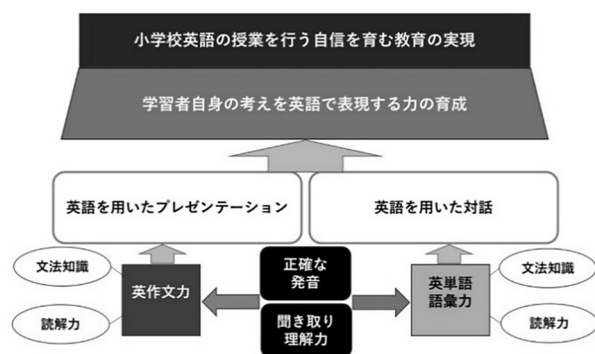 小学校英語の授業を行う自信を育む教育の実現
学習者自身の考えを英語で表現する力の育成
英語を用いたプレゼンテーション
英語を用いた対話
文法知識
読解力
英作文力
正確な
発音
聞き取り
理解力
英単語
語彙力
文法知識
読解力